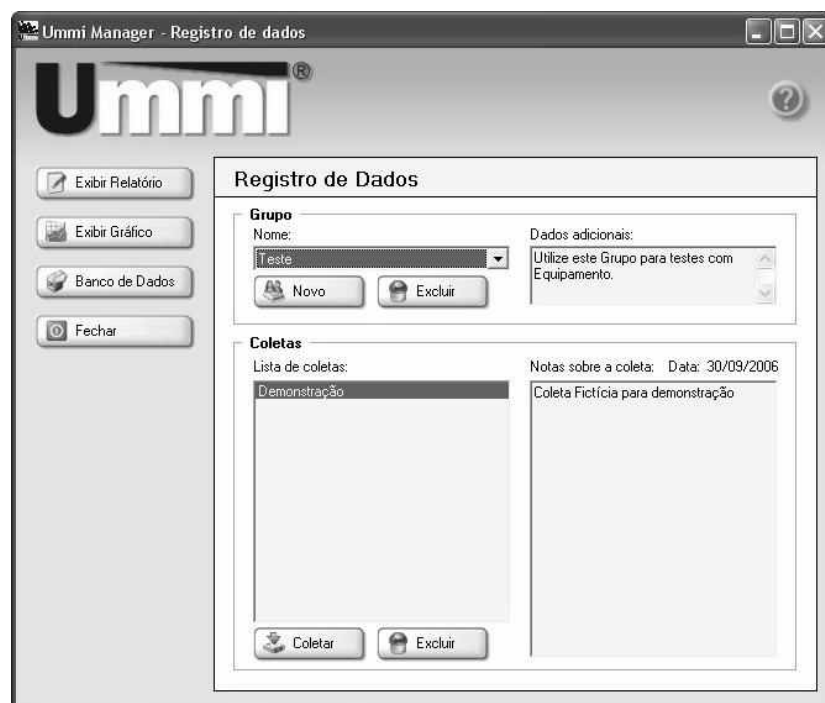 Ummi Manager - Registro de dados
Ummi®
?
Exibir Relatório
Exibir Gráfico
Banco de Dados
Fechar
Registro de Dados
Grupo
Nome:
Teste
Novo
Excluir
Dados adicionais:
Utilize este Grupo para testes com
Equipamento.
Coletas
Lista de coletas:
Demonstração
Coletar
Excluir
Notas sobre a coleta: Data: 30/09/2006
Coleta Fictícia para demonstração